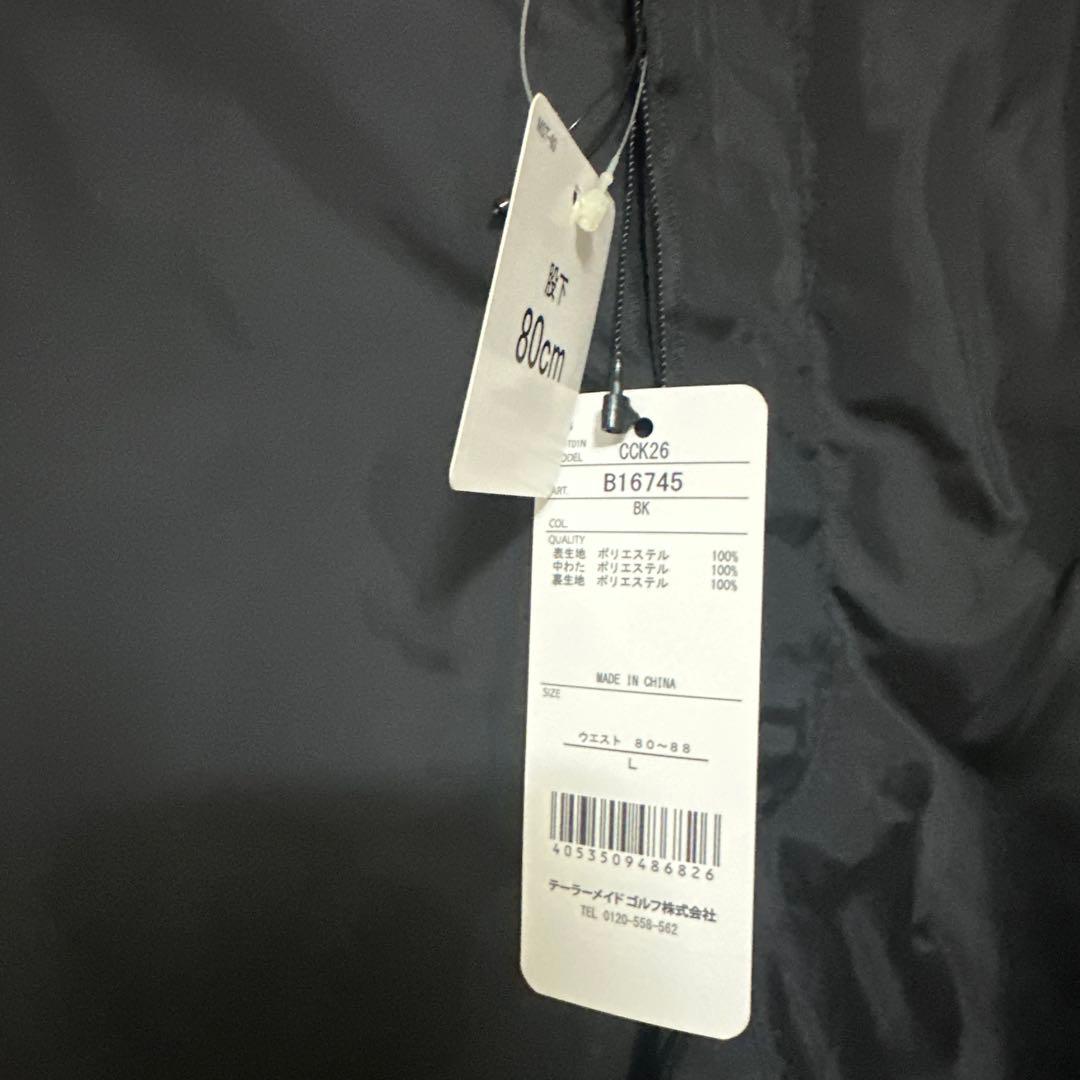 股下
80cm
CCK26
ART. B16745
BK
COL.
QUALITY
表生地 ポリエステル 100%
中わた ポリエステル 100%
裏生地 ポリエステル 100%
MADE IN CHINA
SIZE
ウエスト 80~88
L
4053509486826
テーラーメイド ゴルフ株式会社
TEL 0120-558-562